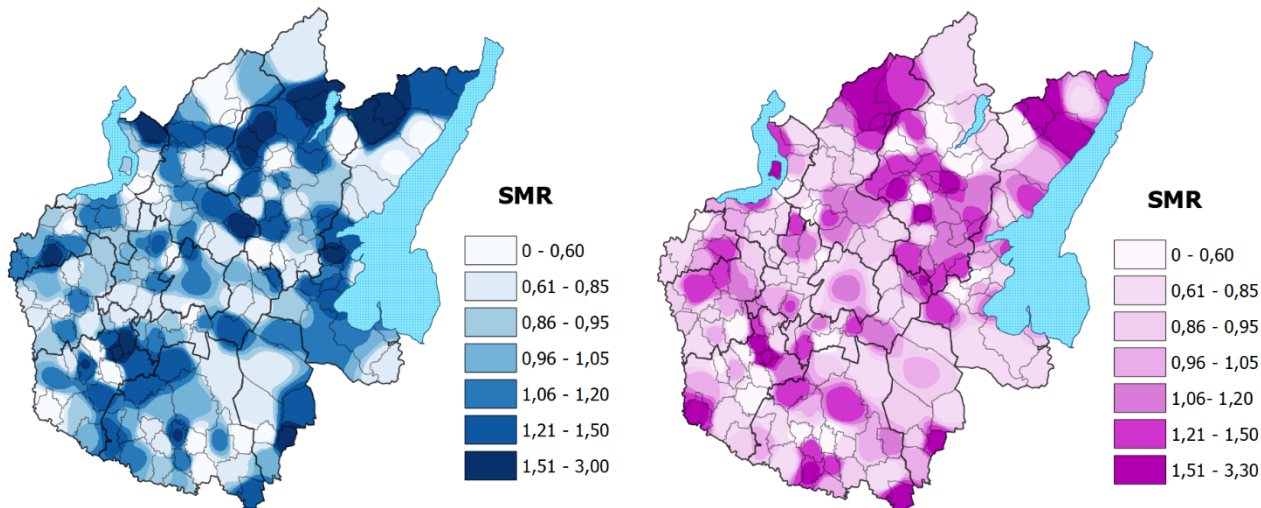 SMR
0 - 0,60
0,61 - 0,85
0,86 - 0,95
0,96 - 1,05
1,06 - 1,20
1,21 - 1,50
1,51 - 3,00
SMR
0 - 0,60
0,61 - 0,85
0,86 - 0,95
0,96 - 1,05
1,06- 1,20
1,21 - 1,50
1,51 - 3,30